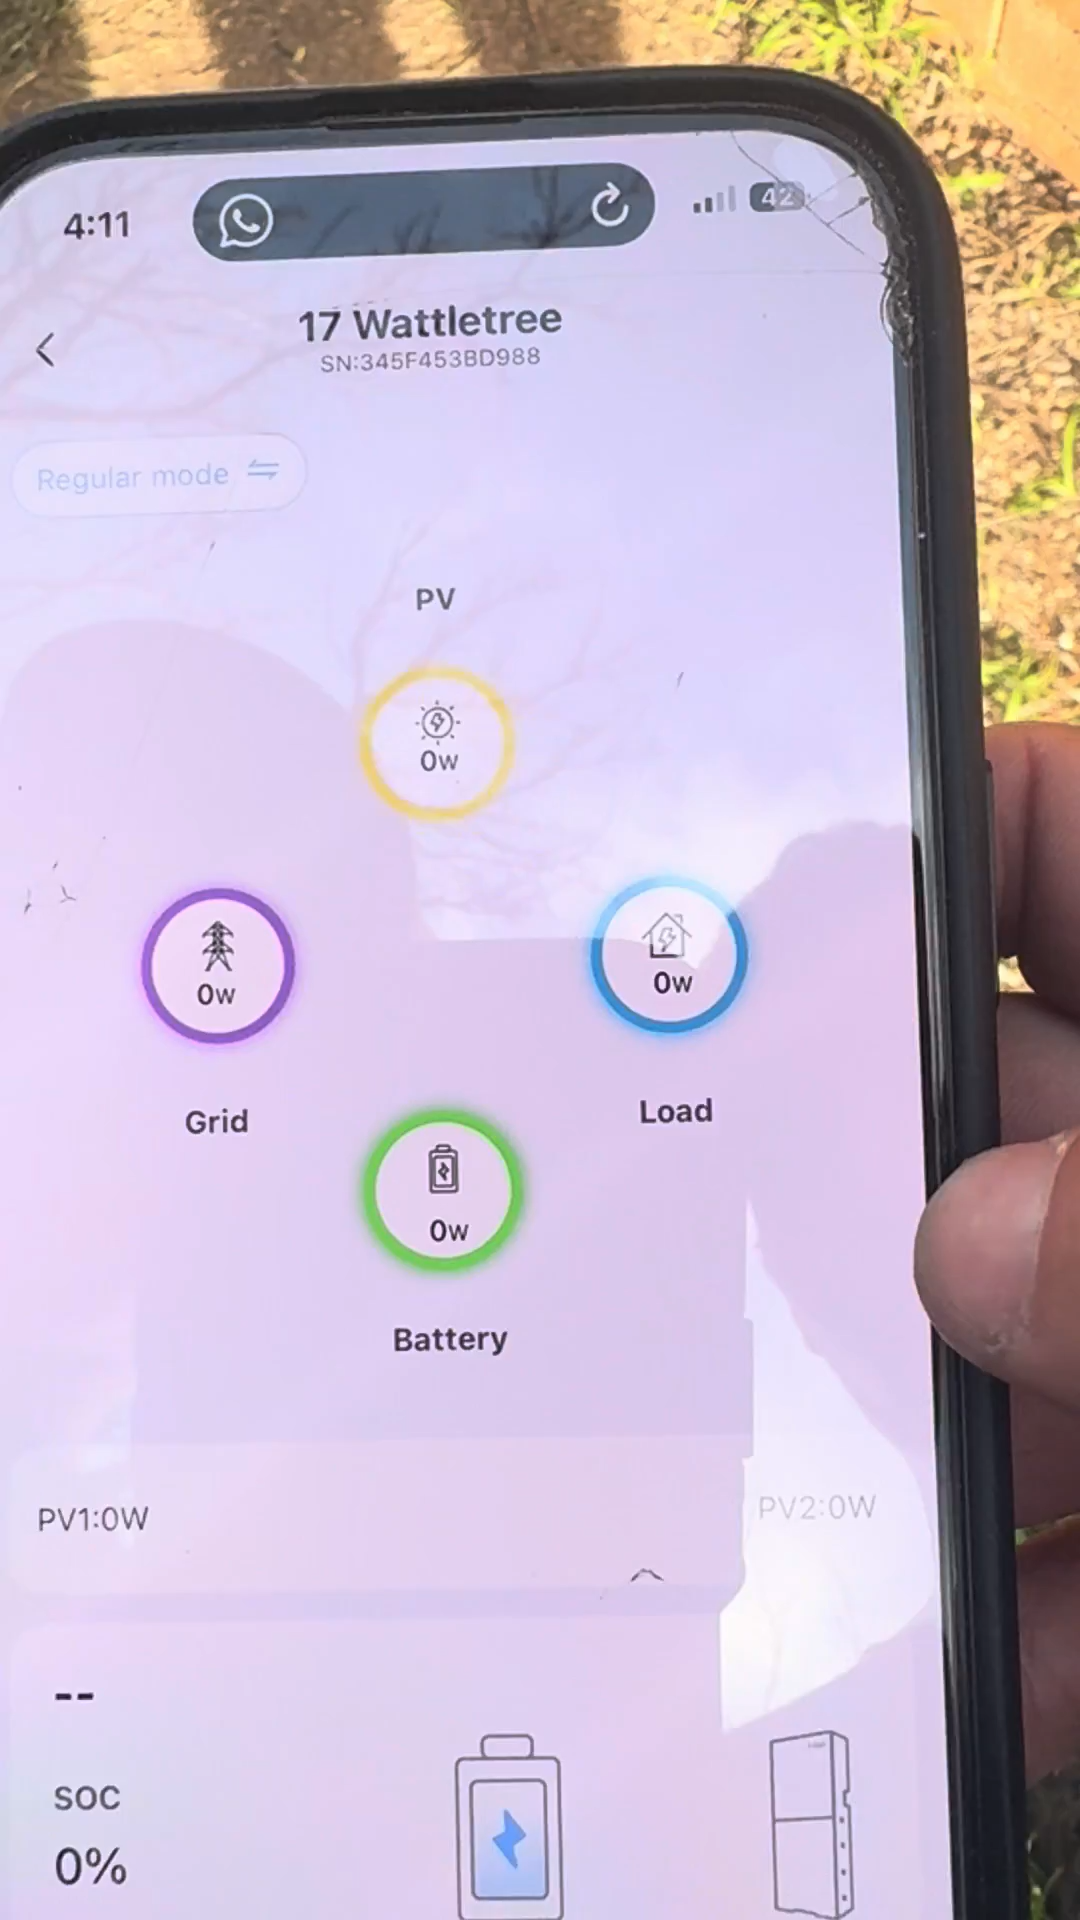 4:11
42
17 Wattletree
SN:345F453BD988
Regular mode
PV
0w
0w
0w
Grid
Load
0w
Battery
PV1:0W
PV2:0W
--
SOC
0%